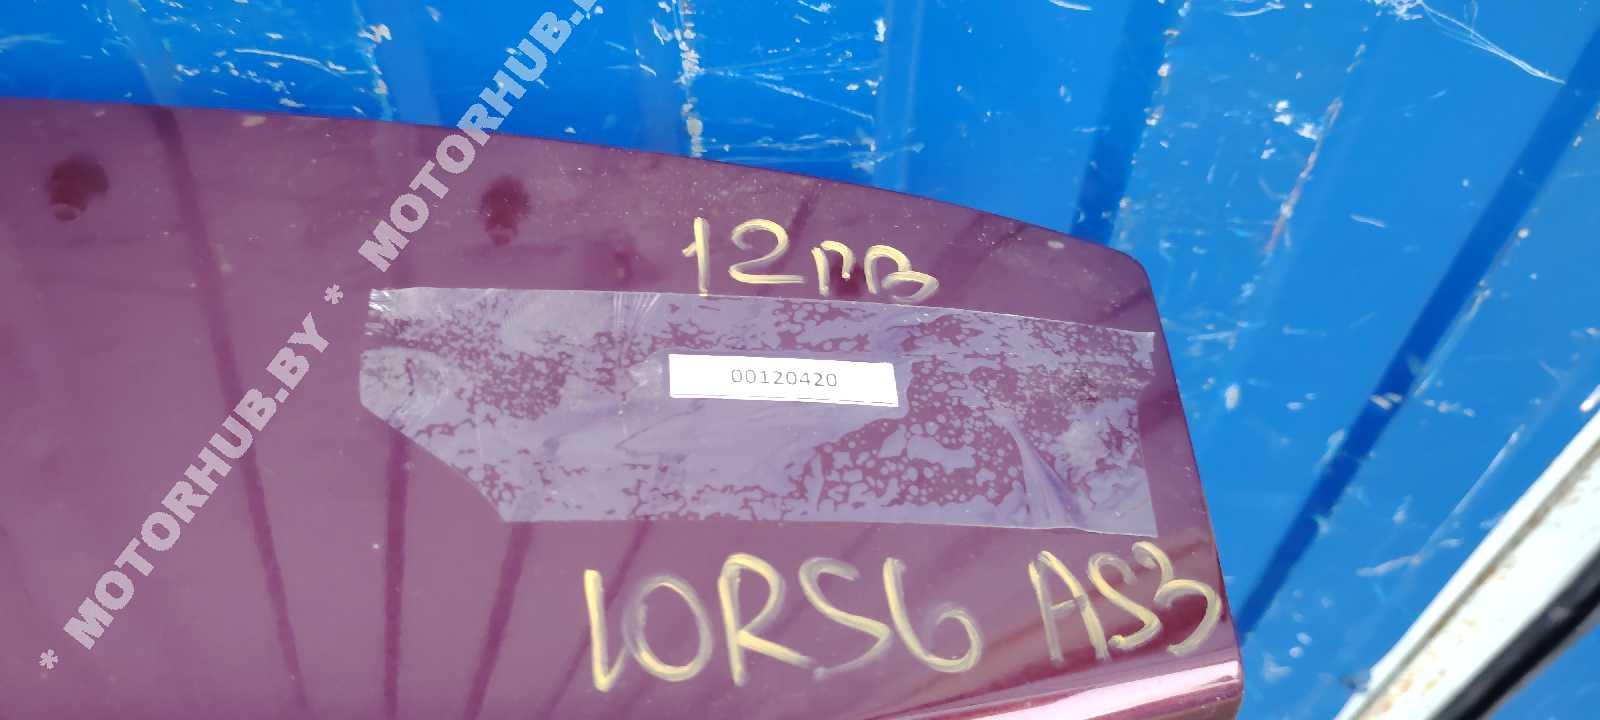 * MOTORHUB.BY * MOTORHUB.
12пв
00120420
10RS6 AS3